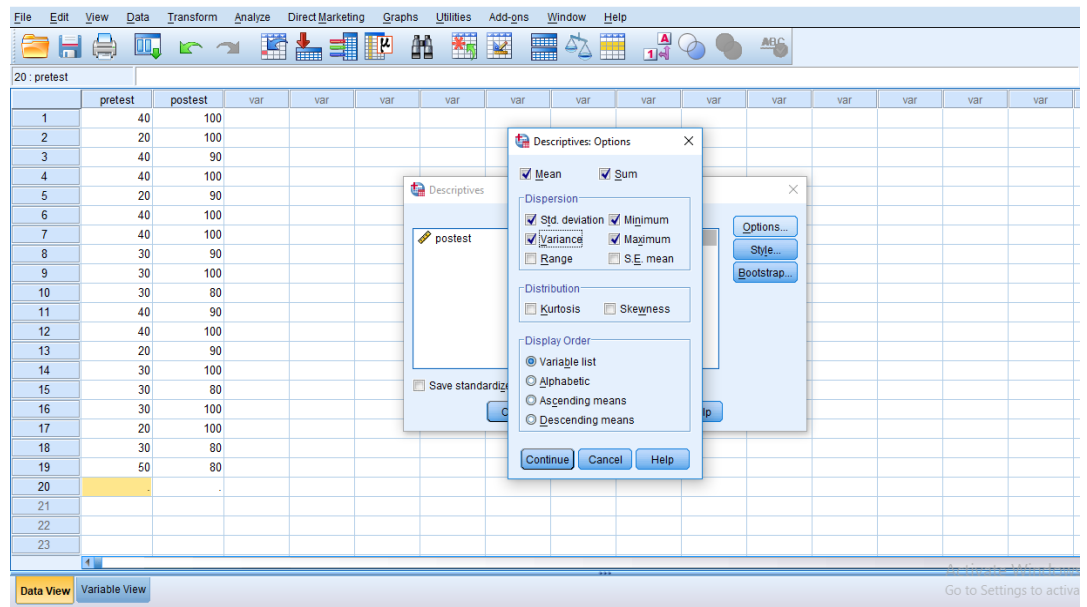 File Edit View Data Transform Analyze Direct Marketing Graphs Utilities Add-ons Window Help
20 : pretest
pretest postest var var var var var var var var var var var var var
1 40 100
2 20 100
3 40 90
4 40 100
5 20 90
6 40 100
7 40 100
8 30 90
9 30 100
10 30 80
11 40 90
12 40 100
13 20 90
14 30 100
15 30 80
16 30 100
17 20 100
18 30 80
19 50 80
20 . .
21
22
23
Descriptives
postest
Options...
Style...
Bootstrap...
Save standardize
Descriptives: Options
Mean Sum
Dispersion
Std. deviation Minimum
Variance Maximum
Range S.E. mean
Distribution
Kurtosis Skewness
Display Order
Variable list
Alphabetic
Ascending means
Descending means
Continue Cancel Help
Data View Variable View
Go to Settings to activa